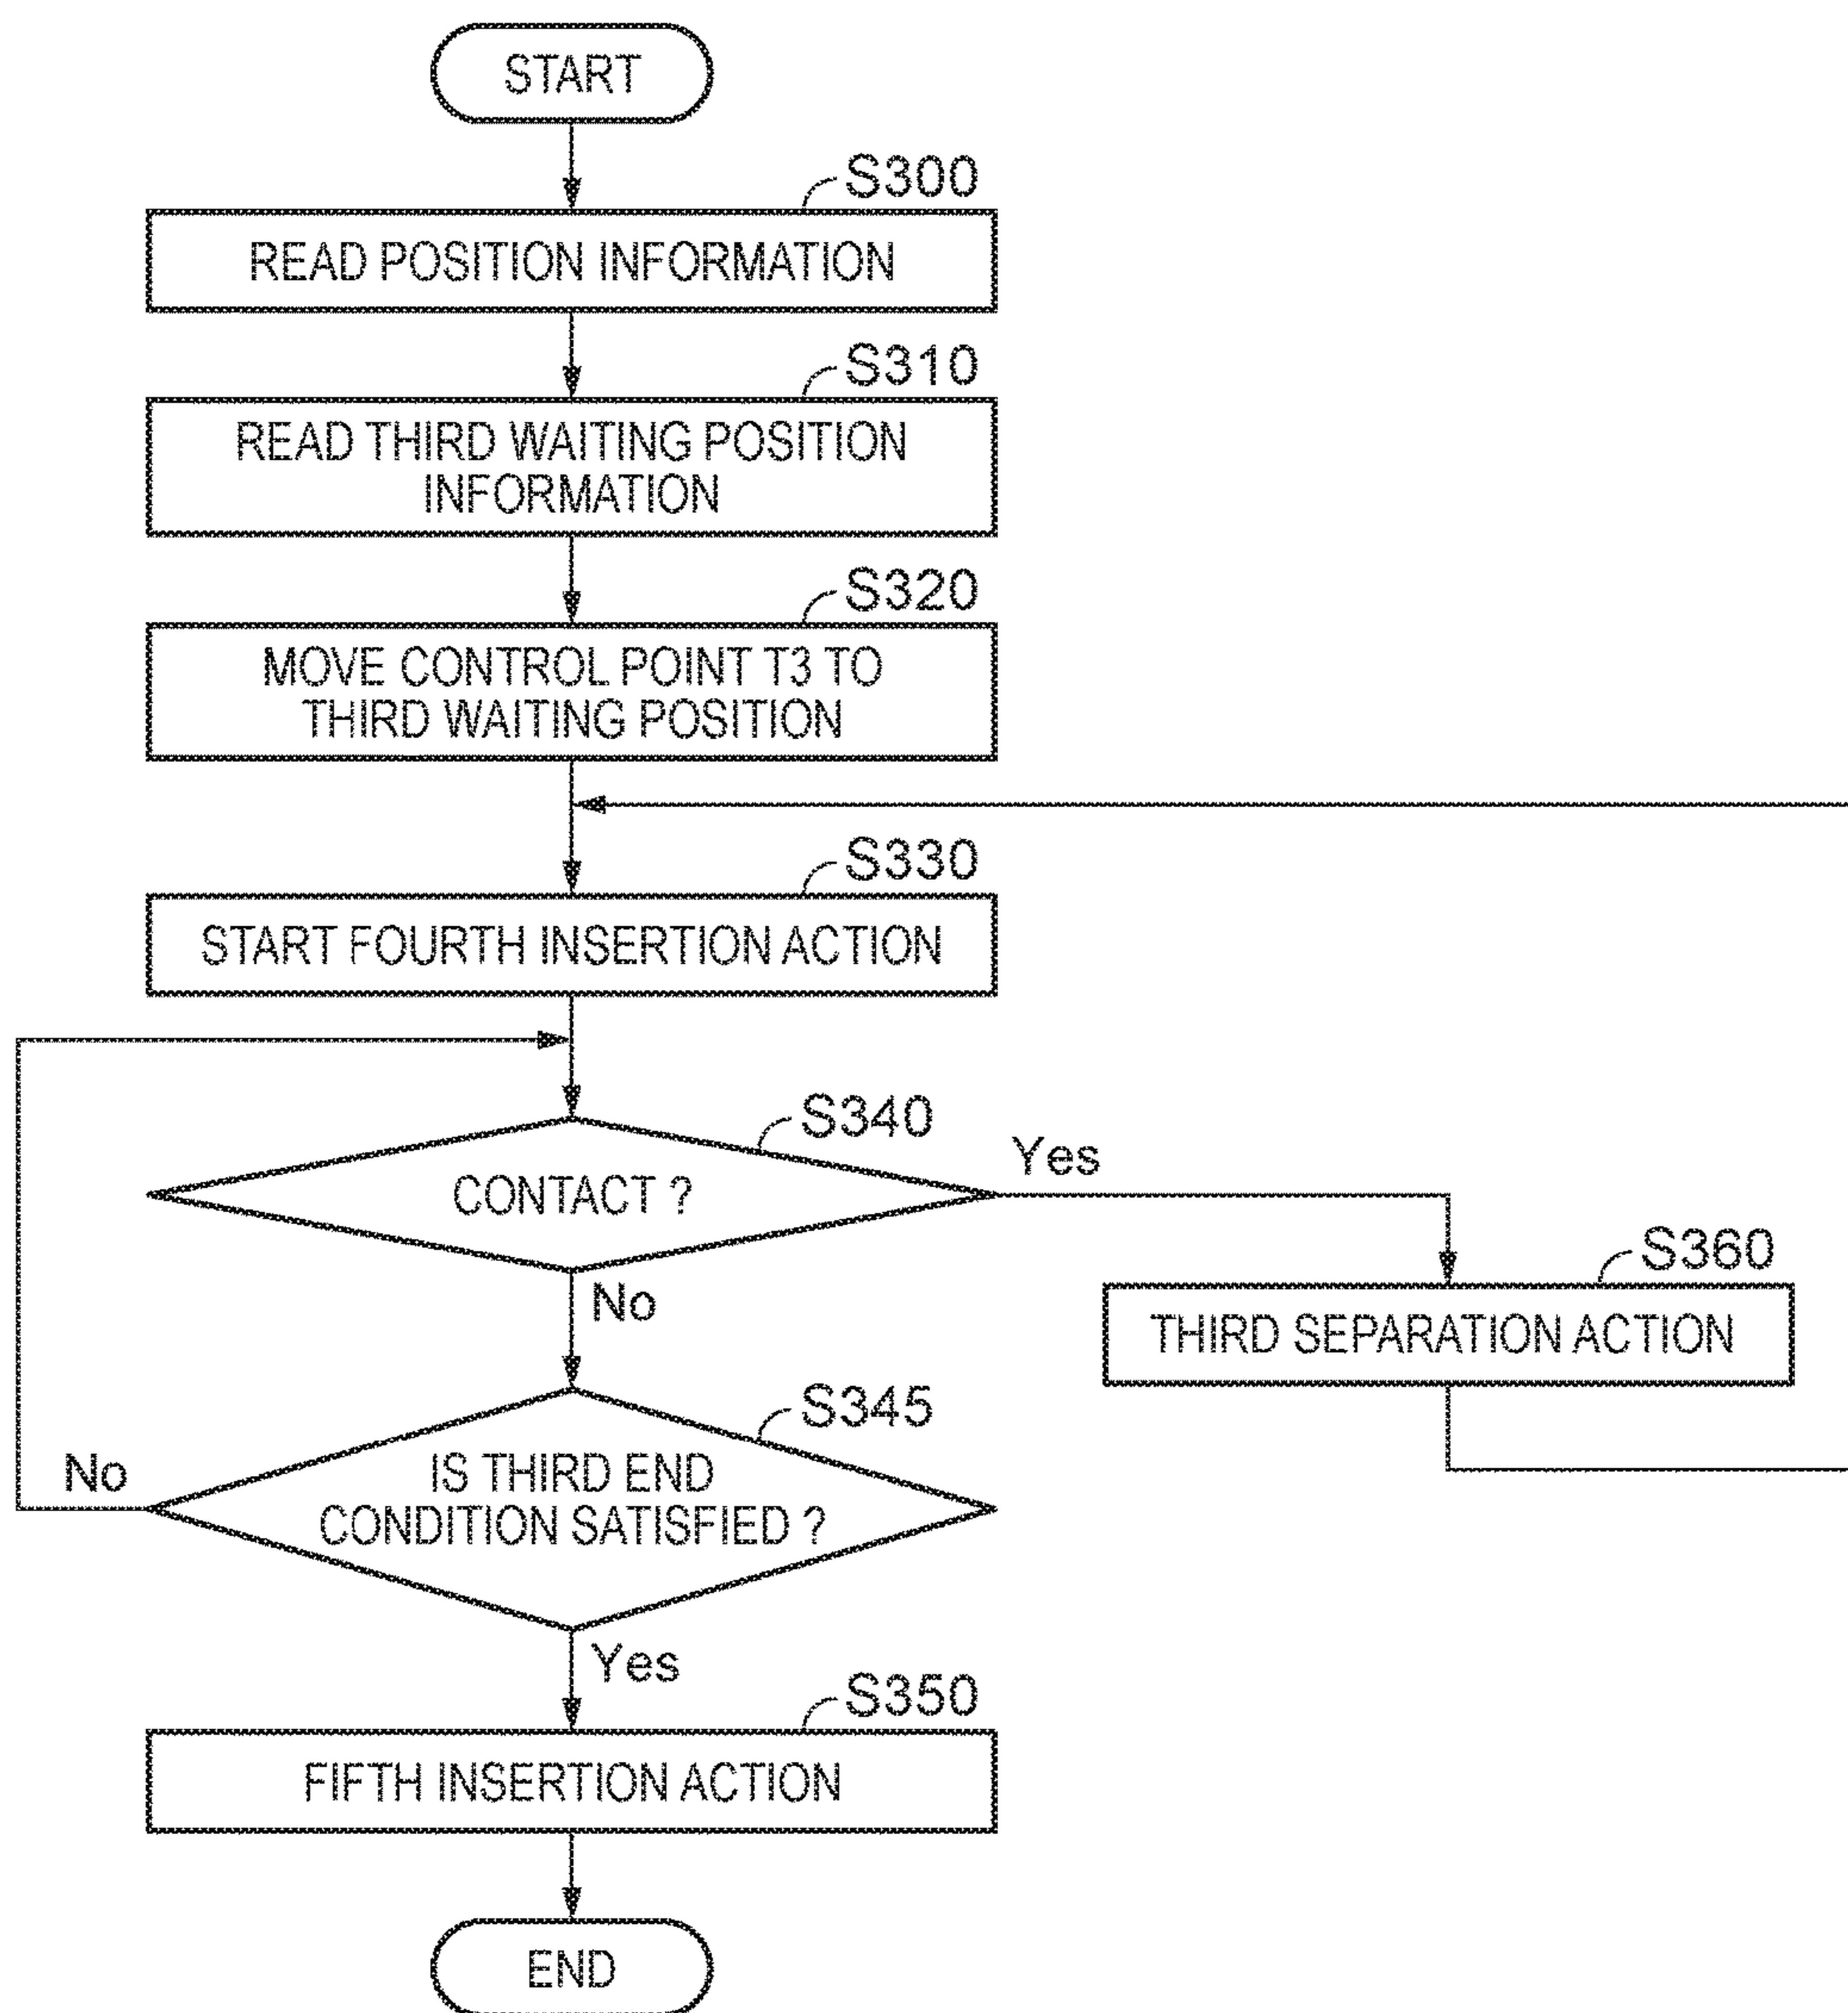 START
S300
READ POSITION INFORMATION
S310
READ THIRD WAITING POSITION
INFORMATION
S320
MOVE CONTROL POINT T3 TO
THIRD WAITING POSITION
S330
START FOURTH INSERTION ACTION
S340
CONTACT ?
Yes
No
S360
THIRD SEPARATION ACTION
S345
IS THIRD END
CONDITION SATISFIED ?
No
Yes
S350
FIFTH INSERTION ACTION
END